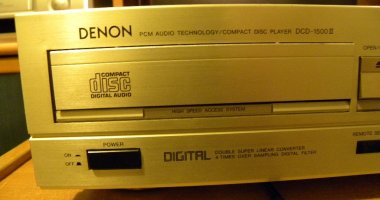 DENON PCM AUDIO TECHNOLOGY/COMPACT DISC PLAYER DCD-1500II
OPEN
COMPACT
disc
DIGITAL AUDIO
HIGH SPEED ACCESS SYSTEM
POWER
ON
OFF
DIGITAL
DOUBLE SUPER LINEAR CONVERTER
4 TIMES OVER SAMPLING DIGITAL FILTER
REMOTE SE